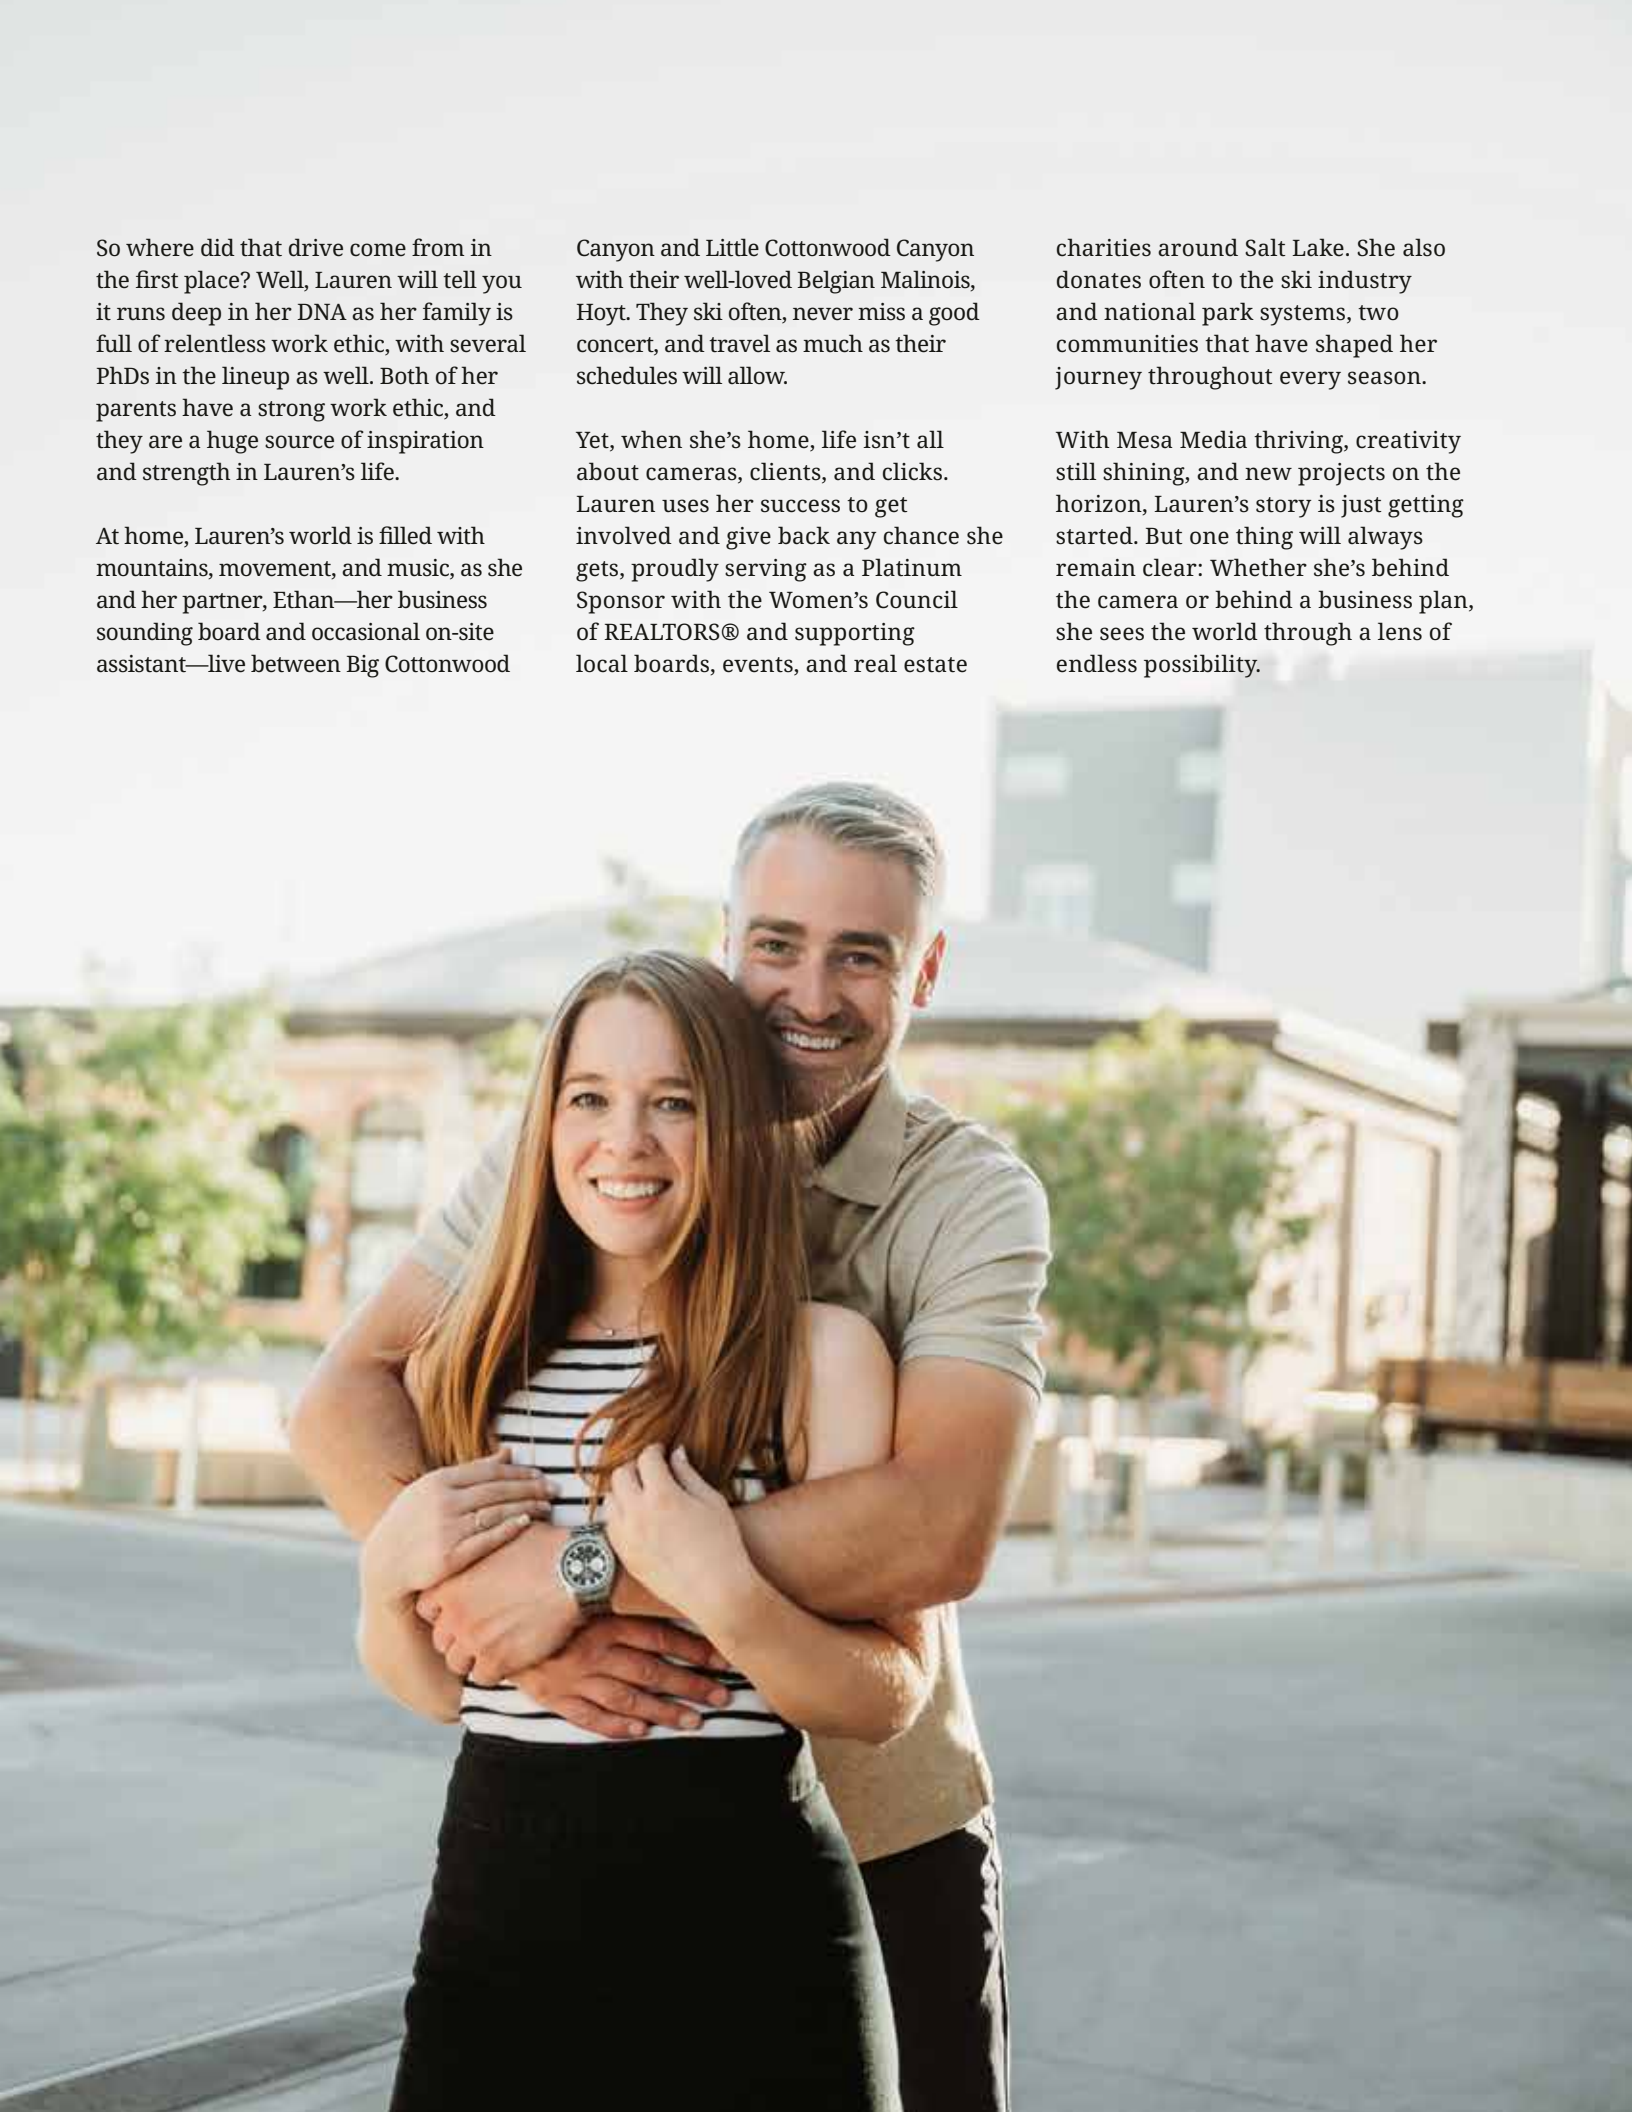 So where did that drive come from in
the first place? Well, Lauren will tell you
it runs deep in her DNA as her family is
full of relentless work ethic, with several
PhDs in the lineup as well. Both of her
parents have a strong work ethic, and
they are a huge source of inspiration
and strength in Lauren’s life.
At home, Lauren’s world is filled with
mountains, movement, and music, as she
and her partner, Ethan—her business
sounding board and occasional on-site
assistant—live between Big Cottonwood
Canyon and Little Cottonwood Canyon
with their well-loved Belgian Malinois,
Hoyt. They ski often, never miss a good
concert, and travel as much as their
schedules will allow.
Yet, when she’s home, life isn’t all
about cameras, clients, and clicks.
Lauren uses her success to get
involved and give back any chance she
gets, proudly serving as a Platinum
Sponsor with the Women’s Council
of REALTORS® and supporting
local boards, events, and real estate
charities around Salt Lake. She also
donates often to the ski industry
and national park systems, two
communities that have shaped her
journey throughout every season.
With Mesa Media thriving, creativity
still shining, and new projects on the
horizon, Lauren’s story is just getting
started. But one thing will always
remain clear: Whether she’s behind
the camera or behind a business plan,
she sees the world through a lens of
endless possibility.